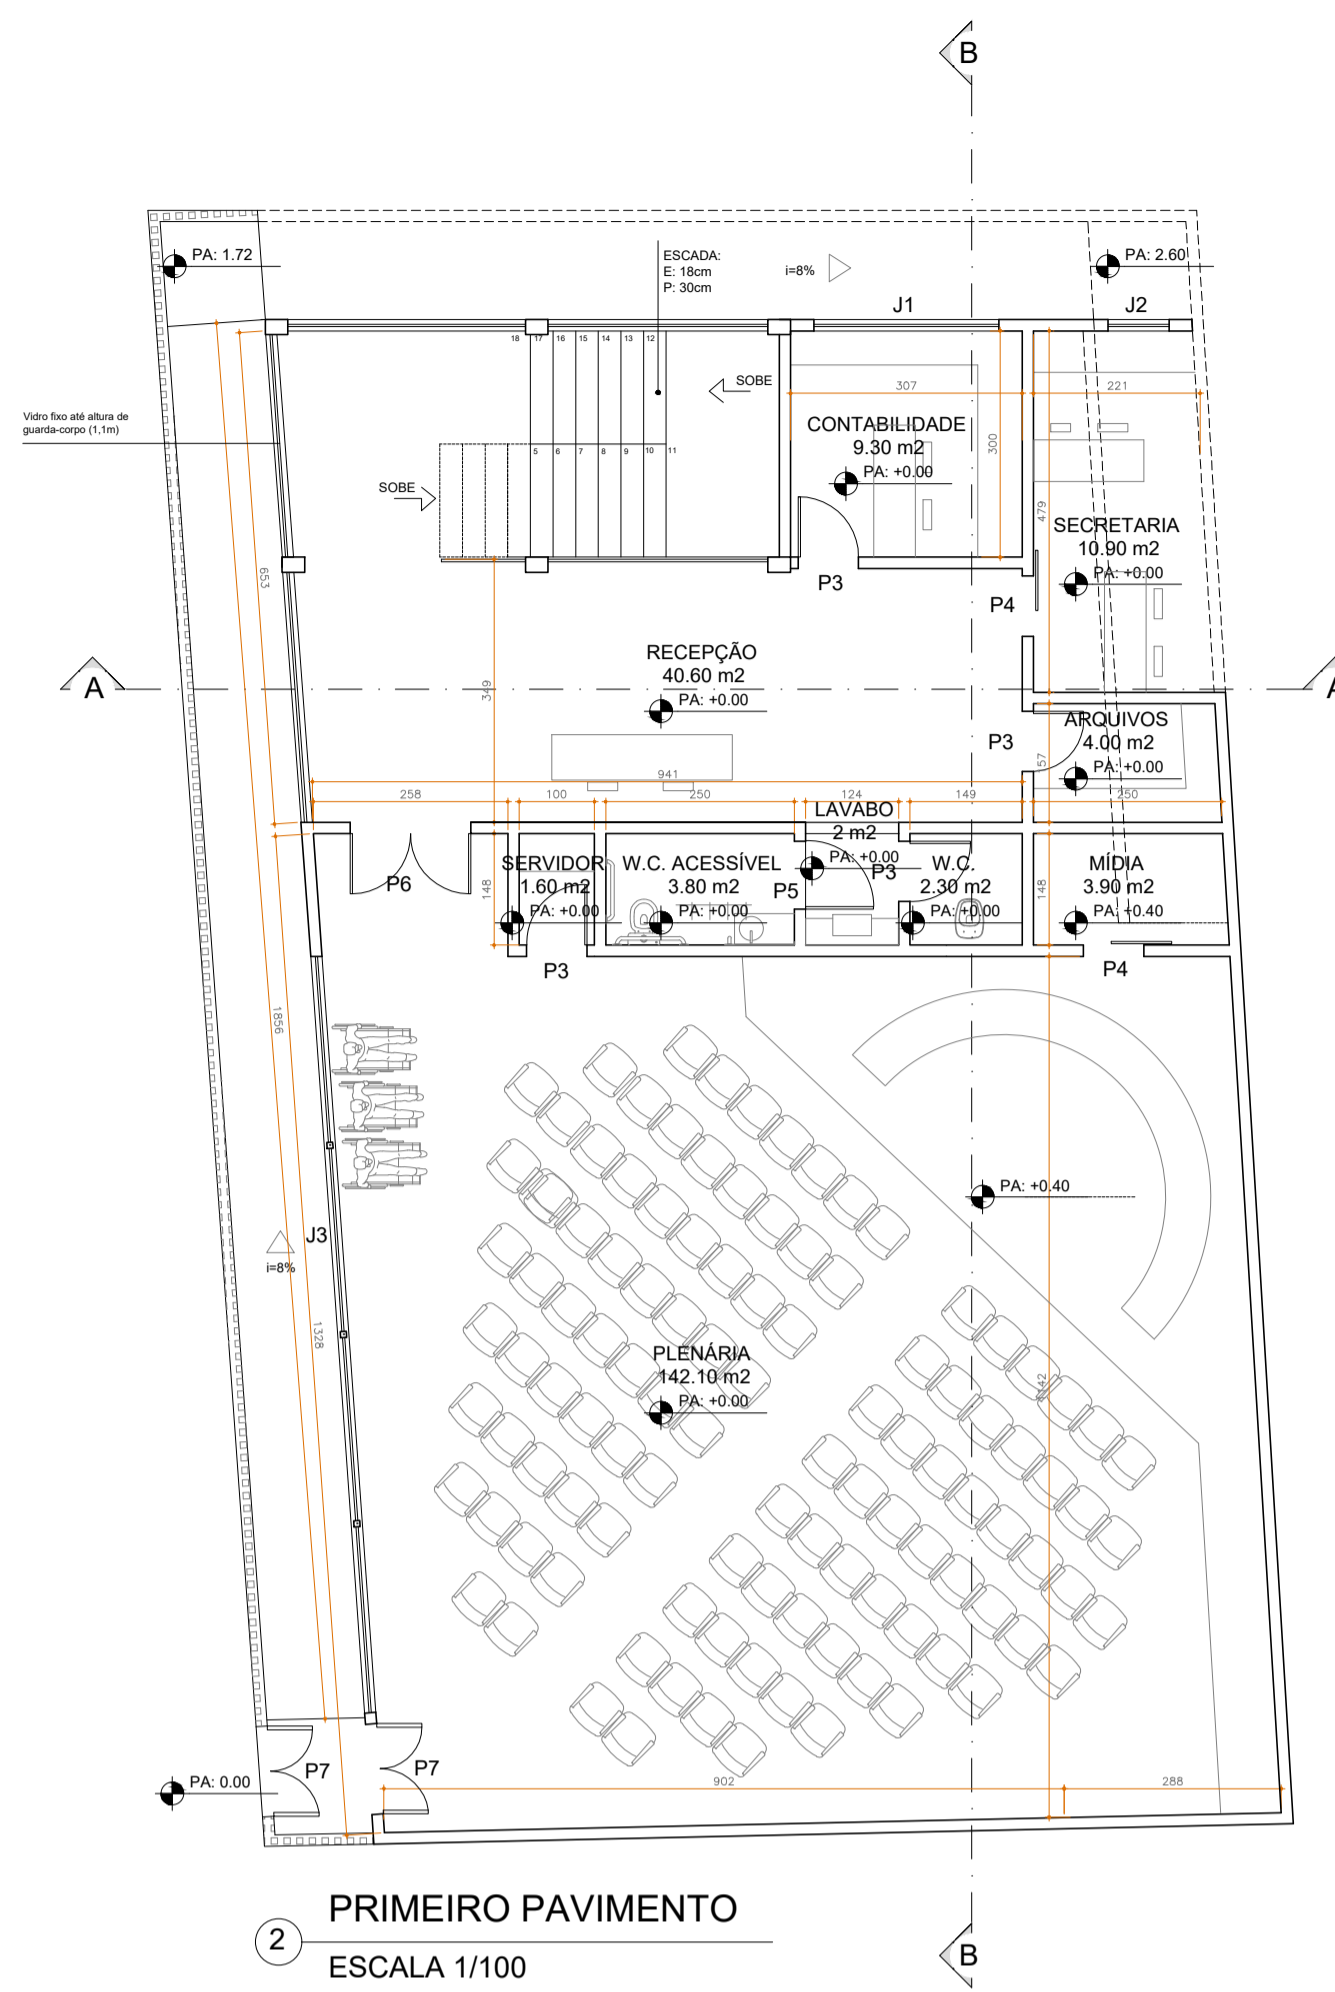 B
PA: 1.72
ESCADA:
E: 18cm
P: 30cm
i=8%
PA: 2.60
J1
J2
18
17
16
15
14
13
12
SOBE
307
221
Vidro fixo até altura de
guarda-corpo (1,1m)
CONTABILIDADE
9.30 m2
PA: +0.00
300
5
6
7
8
9
10
11
SOBE
479
SECRETARIA
10.90 m2
PA: +0.00
653
P3
P4
RECEPÇÃO
40.60 m2
PA: +0.00
349
A
A
ARQUIVOS
4.00 m2
PA: +0.00
P3
157
941
258
100
250
124
149
250
LAVABO
2 m2
PA: +0.00
P3
P5
SERVIDOR
1.60 m2
PA: +0.00
W.C. ACESSÍVEL
3.80 m2
PA: +0.00
W.C.
2.30 m2
PA: +0.00
MÍDIA
3.90 m2
PA: +0.40
P6
148
148
P3
P4
1856
PA: +0.40
J3
i=8%
1328
PLENÁRIA
142.10 m2
PA: +0.00
P7
P7
PA: 0.00
902
288
PRIMEIRO PAVIMENTO
2
ESCALA 1/100
B